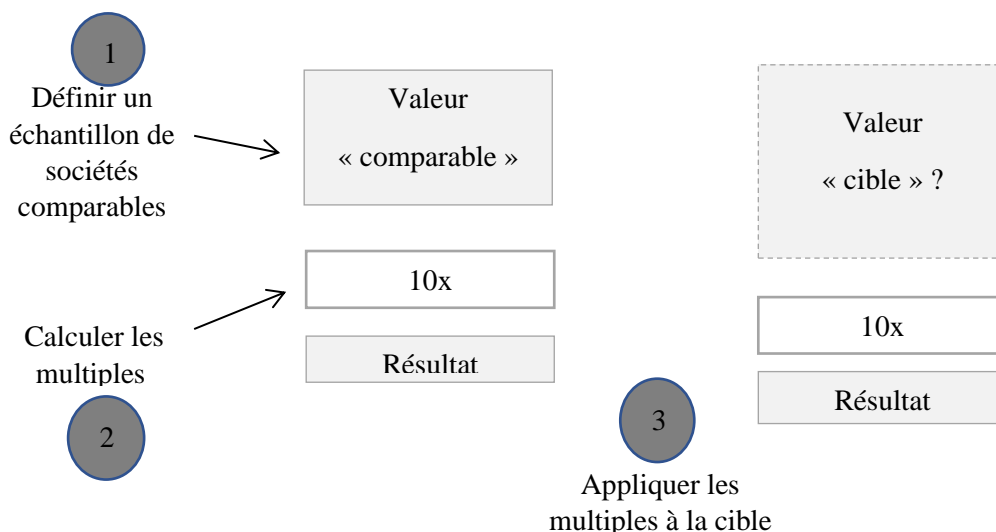 1
Définir un
échantillon de
sociétés
comparables
Valeur
« comparable »
10x
Résultat
Calculer les
multiples
2
Valeur
« cible » ?
10x
Résultat
3
Appliquer les
multiples à la cible